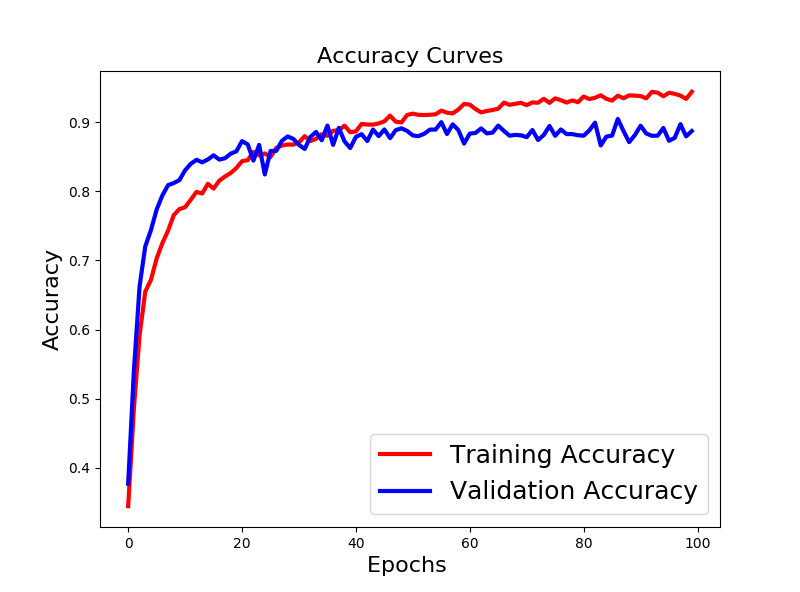 Accuracy Curves
Accuracy
0.9
0.8
0.7
0.6
0.5
0.4
Training Accuracy
Validation Accuracy
0 20 40 60 80 100
Epochs